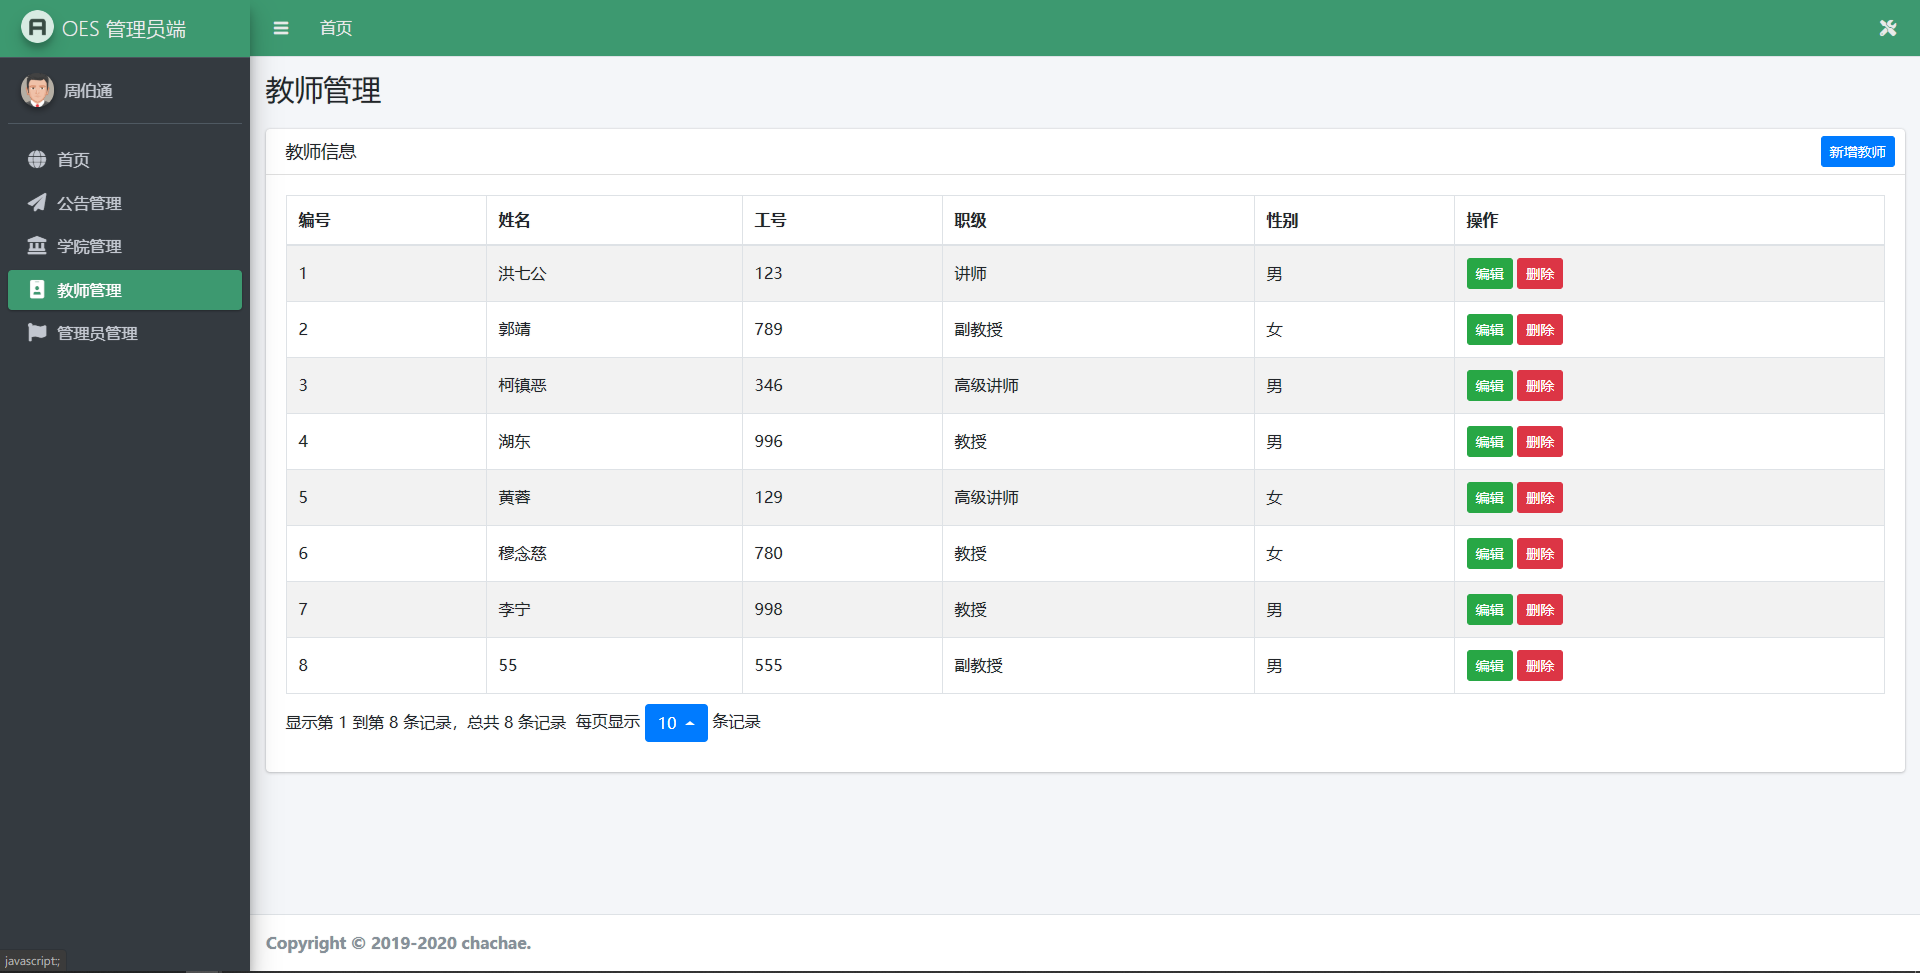 OES 管理员端
首页
周伯通
首页
公告管理
学院管理
教师管理
管理员管理
教师管理
教师信息
新增教师
编号 姓名 工号 职级 性别 操作
1 洪七公 123 讲师 男 编辑 删除
2 郭靖 789 副教授 女 编辑 删除
3 柯镇恶 346 高级讲师 男 编辑 删除
4 湖东 996 教授 男 编辑 删除
5 黄蓉 129 高级讲师 女 编辑 删除
6 穆念慈 780 教授 女 编辑 删除
7 李宁 998 教授 男 编辑 删除
8 55 555 副教授 男 编辑 删除
显示第 1 到第 8 条记录，总共 8 条记录 每页显示 10 条记录
Copyright © 2019-2020 chachae.
javascript:;